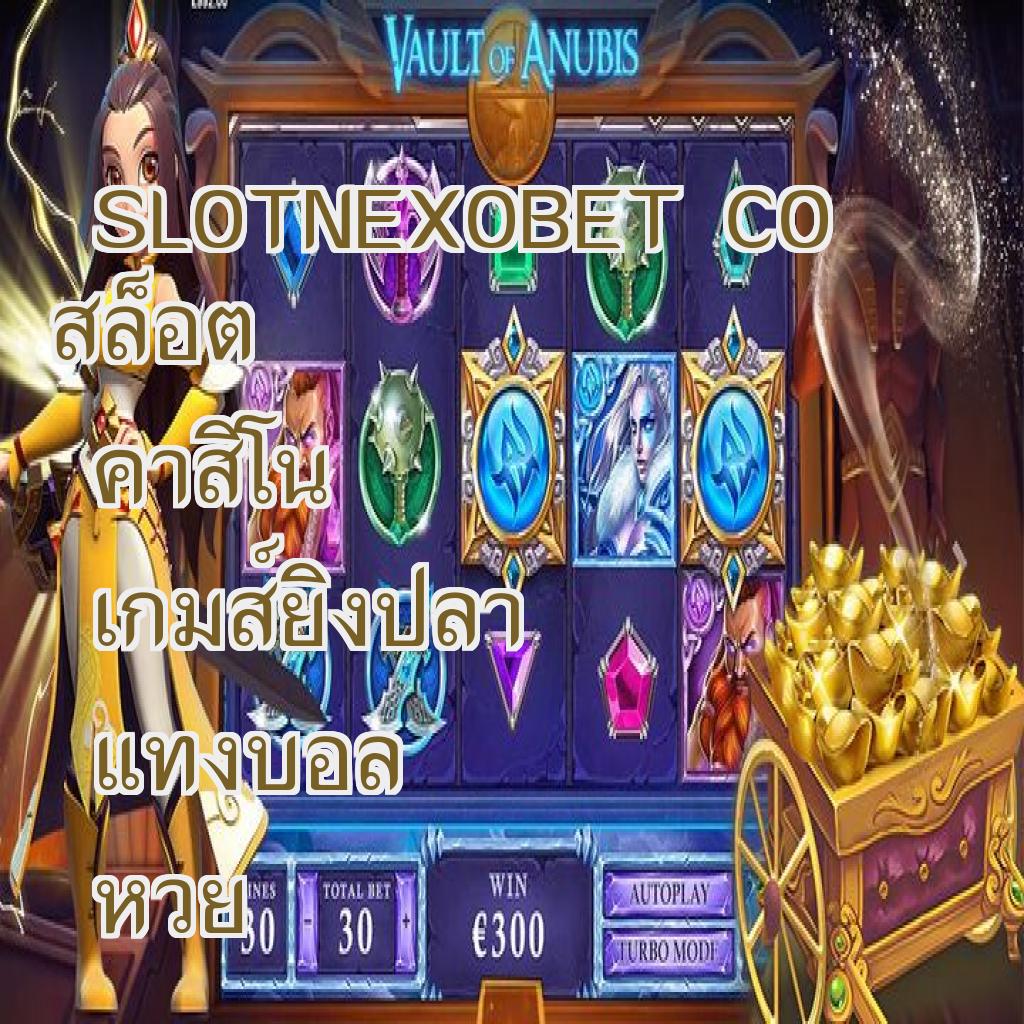 VAULT OF ANUBIS
SLOTNEXOBET CO
สล็อต
คาสิโน
เกมส์ยิงปลา
แทงบอล
หวย
TOTAL BET
30
- +
WIN
€300
AUTOPLAY
TURBO MODE